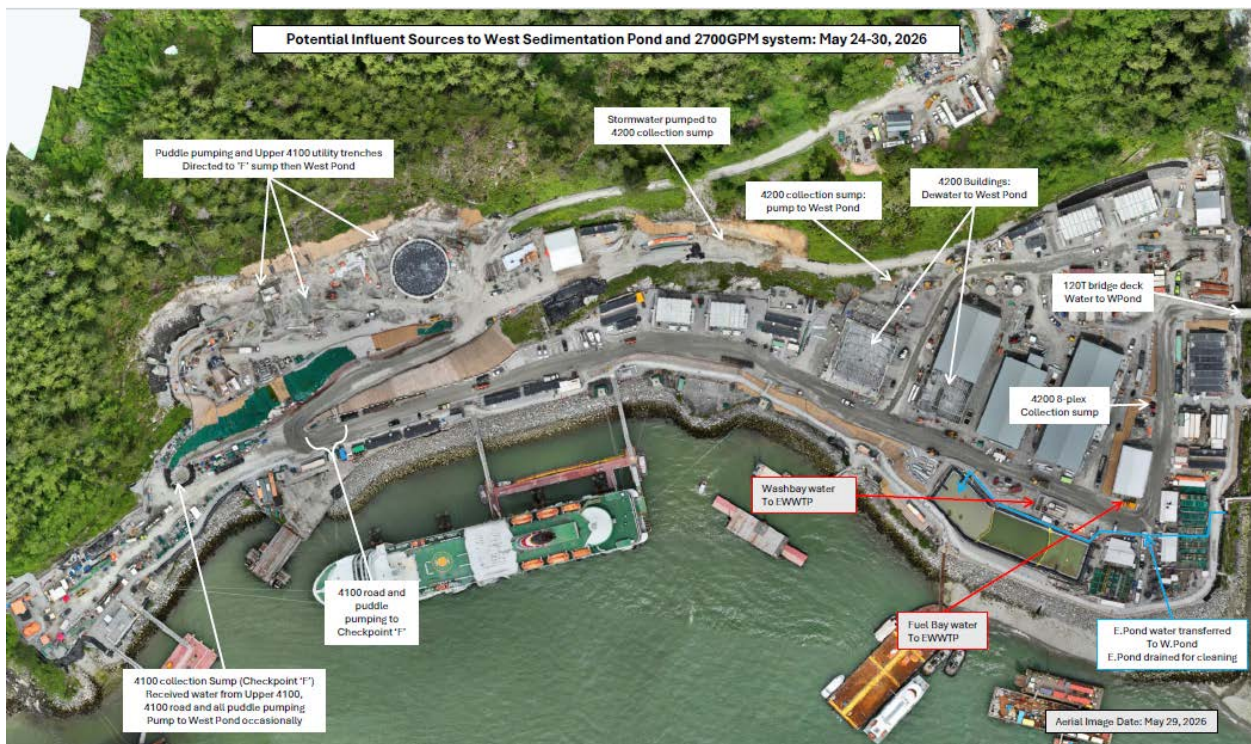 Potential Influent Sources to West Sedimentation Pond and 2700GPM system: May 24-30, 2026
Stormwater pumped to
4200 collection sump
Puddle pumping and Upper 4100 utility trenches
Directed to 'F' sump then West Pond
4200 collection sump:
pump to West Pond
4200 Buildings:
Dewater to West Pond
120T bridge deck
Water to WPond
4200 8-plex
Collection sump
Washbay water
To EWWTP
4100 road and
puddle
pumping to
Checkpoint 'F'
Fuel Bay water
To EWWTP
E.Pond water transferred
To W.Pond
E.Pond drained for cleaning
4100 collection Sump (Checkpoint 'F')
Received water from Upper 4100,
4100 road and all puddle pumping
Pump to West Pond occasionally
Aerial Image Date: May 29, 2026